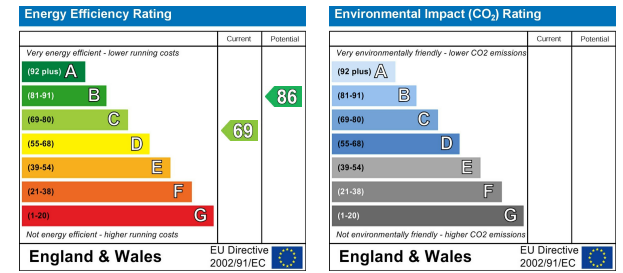 Energy Efficiency Rating
Current Potential
Very energy efficient - lower running costs
(92 plus) A
(81-91) B
86
(69-80) C
69
(55-68) D
(39-54) E
(21-38) F
(1-20) G
Not energy efficient - higher running costs
England & Wales
EU Directive
2002/91/EC
Environmental Impact (CO₂) Rating
Current Potential
Very environmentally friendly - lower CO2 emissions
(92 plus) A
(81-91) B
(69-80) C
(55-68) D
(39-54) E
(21-38) F
(1-20) G
Not environmentally friendly - higher CO2 emissions
England & Wales
EU Directive
2002/91/EC